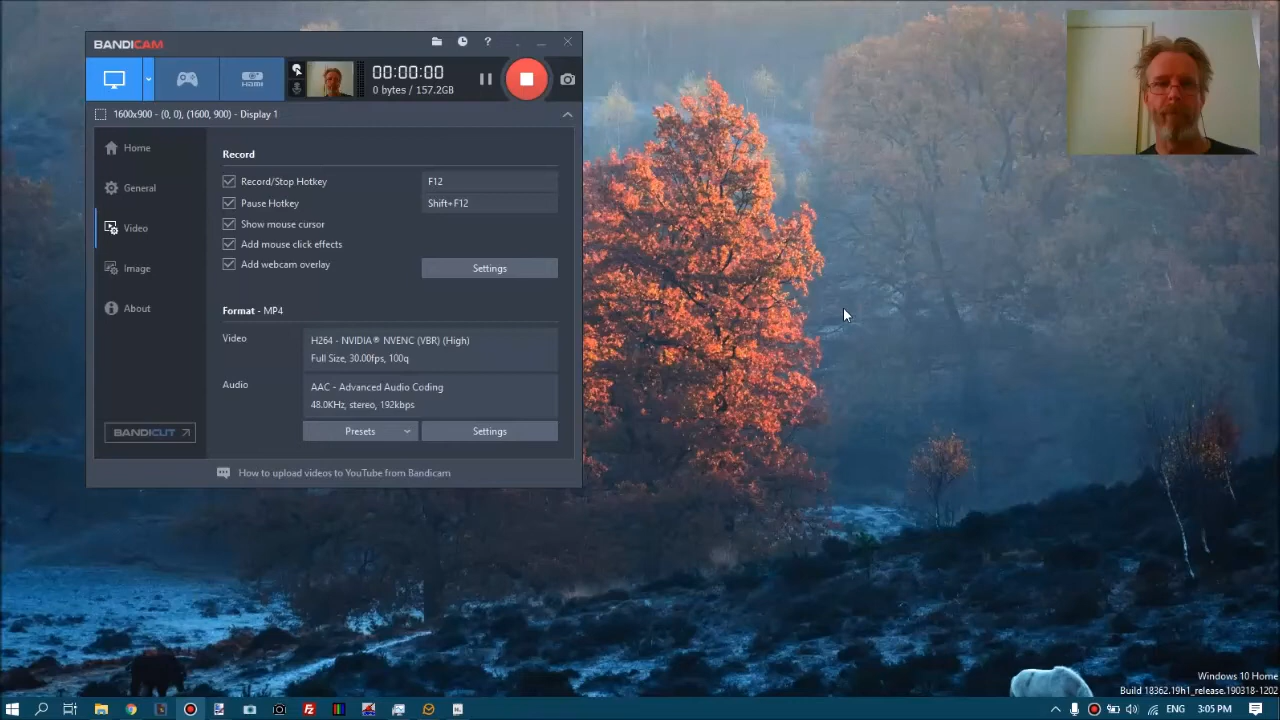 BANDICAM
?
HDMI
00:00:00
0 bytes / 157.2GB
1600x900 - (0, 0), (1600, 900) - Display 1
Home
General
Video
Image
About
BANDICUT
Record
Record/Stop Hotkey
F12
Pause Hotkey
Shift+F12
Show mouse cursor
Add mouse click effects
Add webcam overlay
Settings
Format - MP4
Video
H264 - NVIDIA® NVENC (VBR) (High)
Full Size, 30.00fps, 100q
Audio
AAC - Advanced Audio Coding
48.0KHz, stereo, 192kbps
Presets
Settings
How to upload videos to YouTube from Bandicam
Windows 10 Home
Build 18362.19h1_release.190318-1202
ENG
3:05 PM